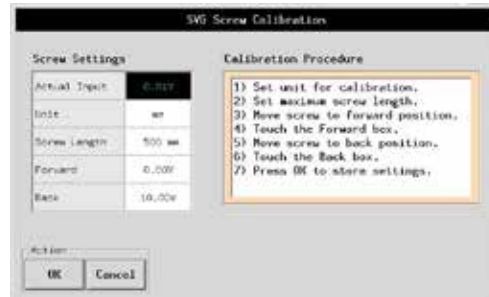 SVG Screw Calibration
Screw Settings
Actual Input 0.01V
Units mm
Screw Length 500 mm
Forward 0.00V
Back 10.00V
Calibration Procedure
1) Set unit for calibration.
2) Set maximum screw length.
3) Move screw to forward position.
4) Touch the Forward box.
5) Move screw to back position.
6) Touch the Back box.
7) Press OK to store settings.
Action
OK Cancel